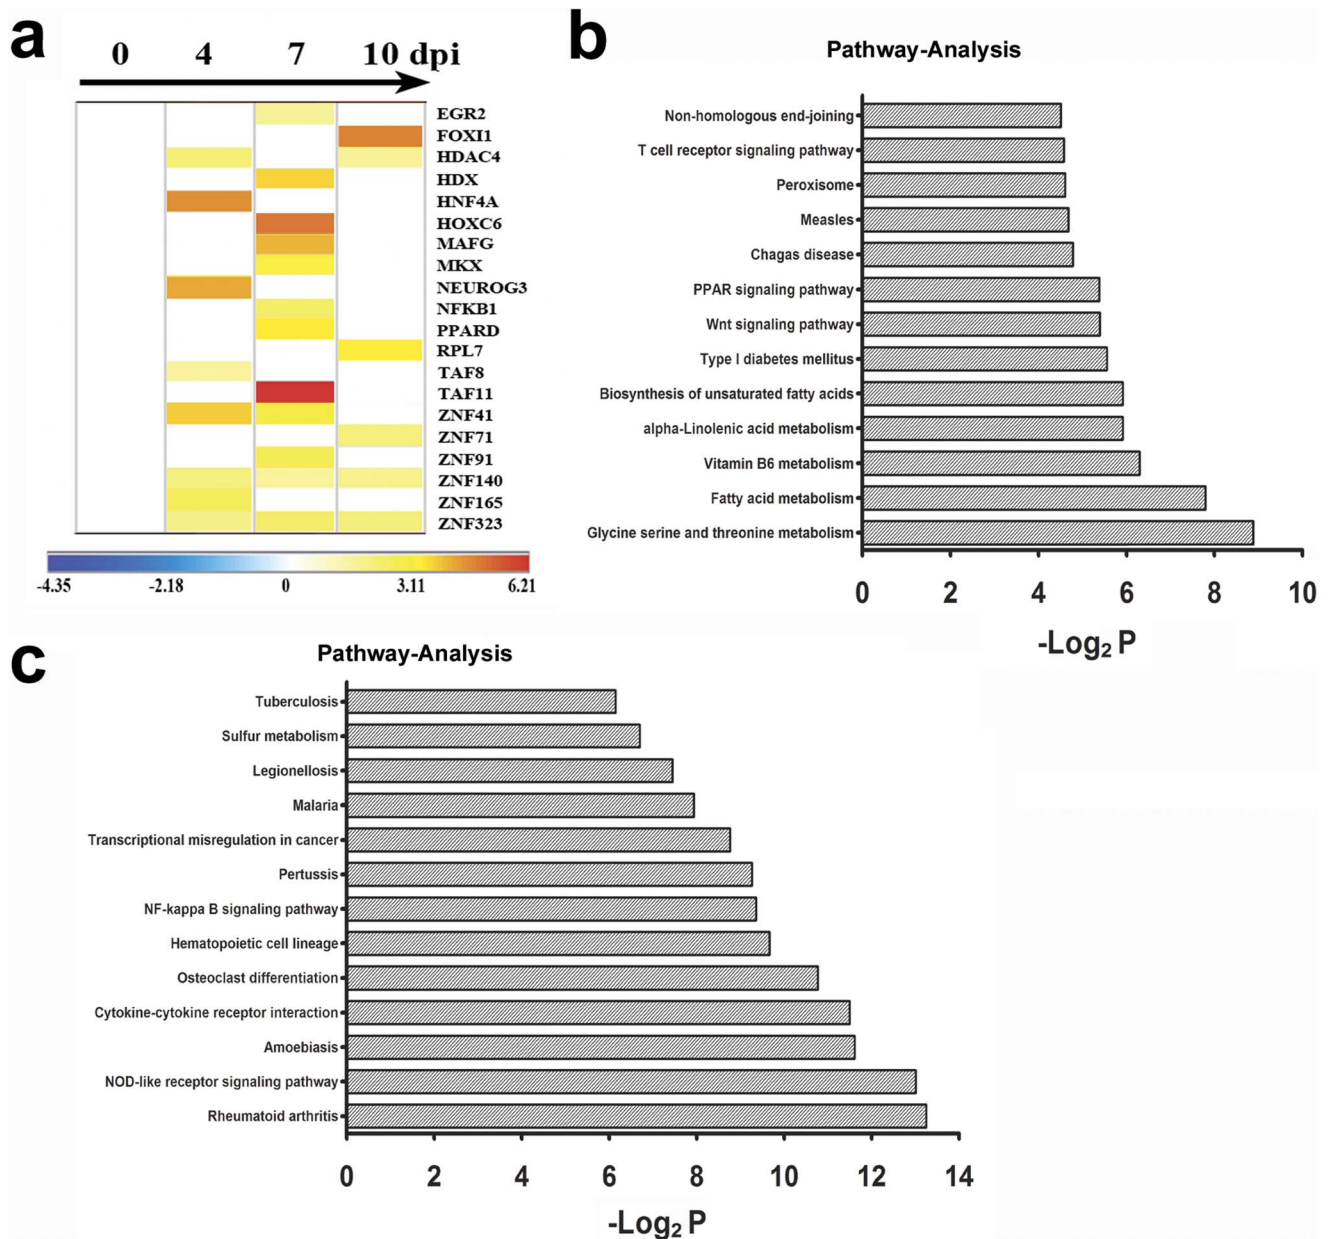 a
0 4 7 10 dpi
EGR2
FOXI1
HDAC4
HDX
HNF4A
HOXC6
MAFG
MKX
NEUROG3
NFKB1
PPARD
RPL7
TAF8
TAF11
ZNF41
ZNF71
ZNF91
ZNF140
ZNF165
ZNF323
-4.35 -2.18 0 3.11 6.21
b
Pathway-Analysis
Non-homologous end-joining
T cell receptor signaling pathway
Peroxisome
Measles
Chagas disease
PPAR signaling pathway
Wnt signaling pathway
Type I diabetes mellitus
Biosynthesis of unsaturated fatty acids
alpha-Linolenic acid metabolism
Vitamin B6 metabolism
Fatty acid metabolism
Glycine serine and threonine metabolism
0 2 4 6 8 10
-Log₂ P
c
Pathway-Analysis
Tuberculosis
Sulfur metabolism
Legionellosis
Malaria
Transcriptional misregulation in cancer
Pertussis
NF-kappa B signaling pathway
Hematopoietic cell lineage
Osteoclast differentiation
Cytokine-cytokine receptor interaction
Amoebiasis
NOD-like receptor signaling pathway
Rheumatoid arthritis
0 2 4 6 8 10 12 14
-Log₂ P